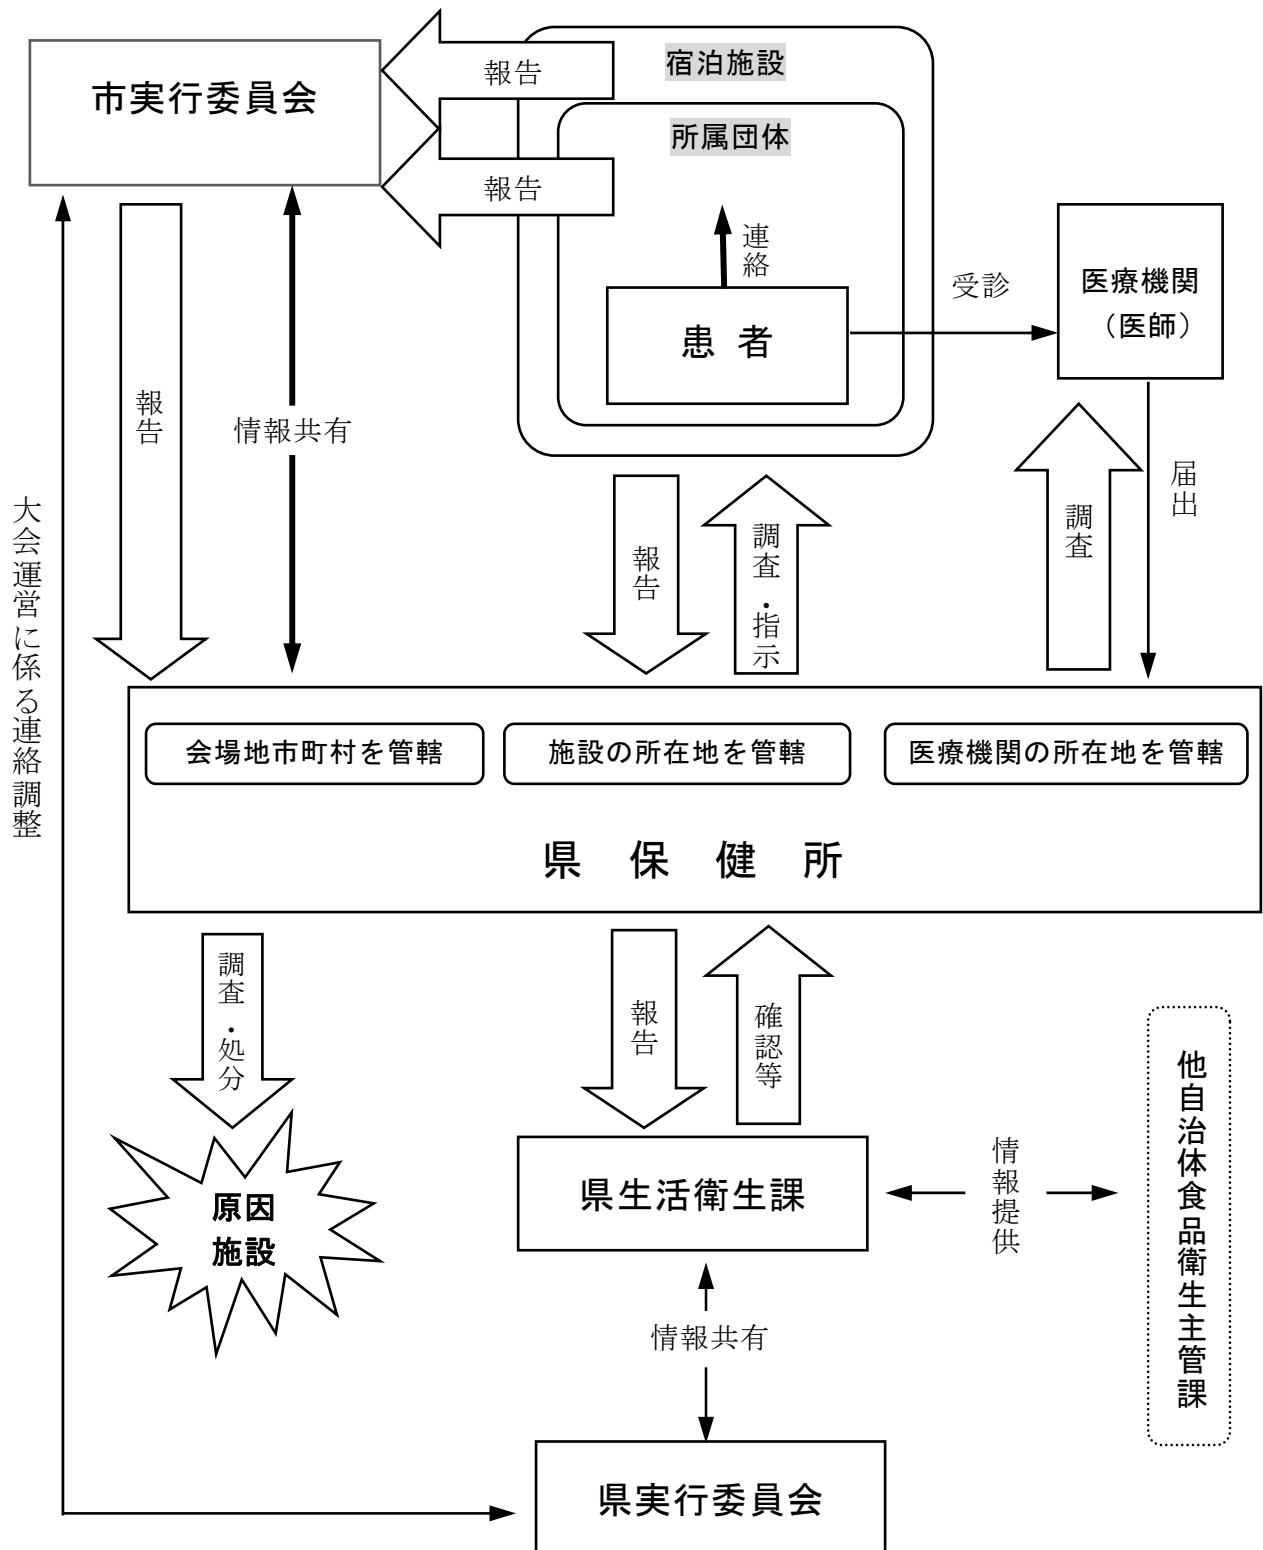 市実行委員会
報告
宿泊施設
所属団体
報告
連絡
患 者
受診
医療機関
（医師）
報告
情報共有
大会運営に係る連絡調整
報告
調査・指示
調査
届出
会場地市町村を管轄
施設の所在地を管轄
医療機関の所在地を管轄
県 保 健 所
調査・処分
報告
確認等
原因
施設
県生活衛生課
情報提供
他自治体食品衛生主管課
情報共有
県実行委員会